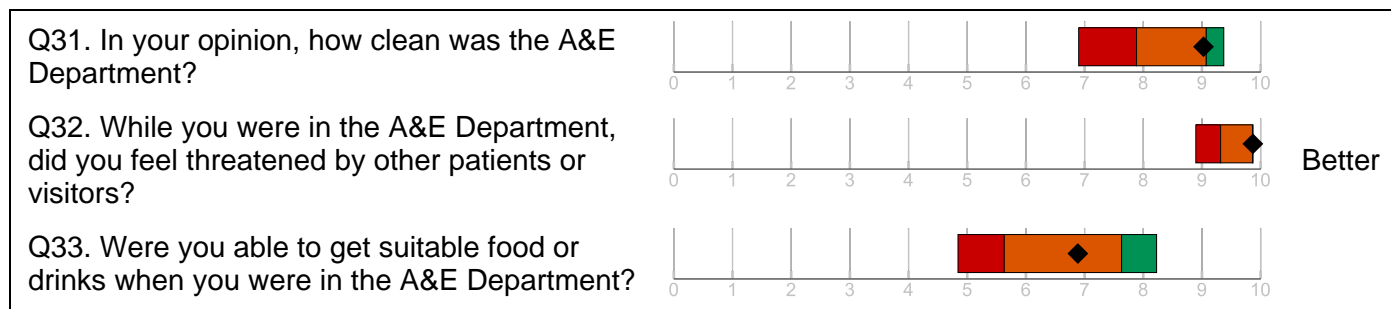 Q31. In your opinion, how clean was the A&E
Department?
0 1 2 3 4 5 6 7 8 9 10
Q32. While you were in the A&E Department,
did you feel threatened by other patients or
visitors?
0 1 2 3 4 5 6 7 8 9 10
Better
Q33. Were you able to get suitable food or
drinks when you were in the A&E Department?
0 1 2 3 4 5 6 7 8 9 10